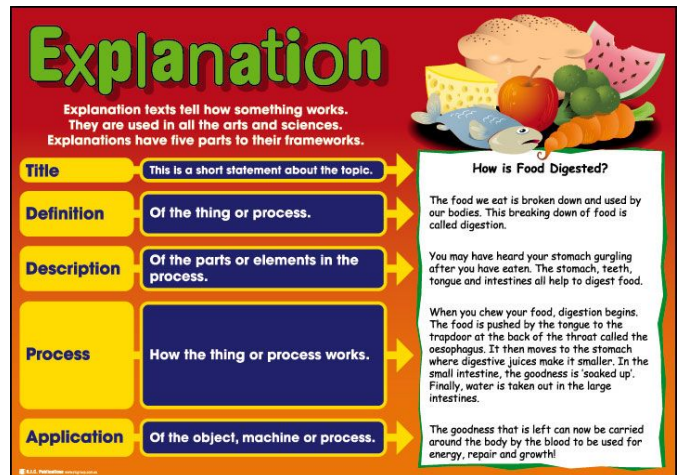 Explanation
Explanation texts tell how something works.
They are used in all the arts and sciences.
Explanations have five parts to their frameworks.
Title
This is a short statement about the topic.
How is Food Digested?
Definition
Of the thing or process.
The food we eat is broken down and used by
our bodies. This breaking down of food is
called digestion.
Description
Of the parts or elements in the
process.
You may have heard your stomach gurgling
after you have eaten. The stomach, teeth,
tongue and intestines all help to digest food.
Process
How the thing or process works.
When you chew your food, digestion begins.
The food is pushed by the tongue to the
trapdoor at the back of the throat called the
oesophagus. It then moves to the stomach
where digestive juices make it smaller. In the
small intestine, the goodness is 'soaked up'.
Finally, water is taken out in the large
intestines.
Application
Of the object, machine or process.
The goodness that is left can now be carried
around the body by the blood to be used for
energy, repair and growth!